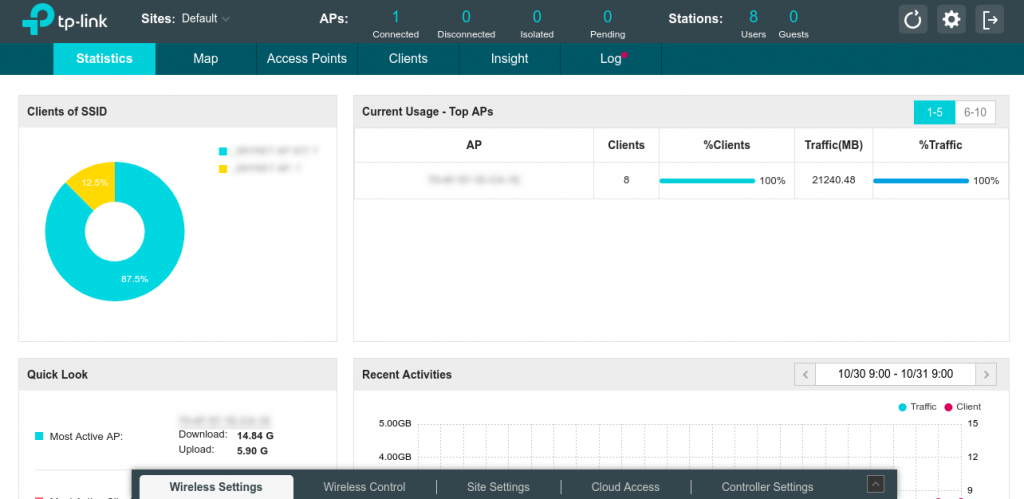 tp-link Sites: Default APs: 1 0 0 0 Stations: 8 0
Connected Disconnected Isolated Pending Users Guests
Statistics Map Access Points Clients Insight Log
Clients of SSID
12.5%
87.5%
Current Usage - Top APs 1-5 6-10
AP Clients %Clients Traffic(MB) %Traffic
8 100% 21240.48 100%
Quick Look
Most Active AP:
Download: 14.84 G
Upload: 5.90 G
Recent Activities 10/30 9:00 - 10/31 9:00
Traffic Client
5.00GB 15
4.00GB 12
9
Wireless Settings Wireless Control Site Settings Cloud Access Controller Settings